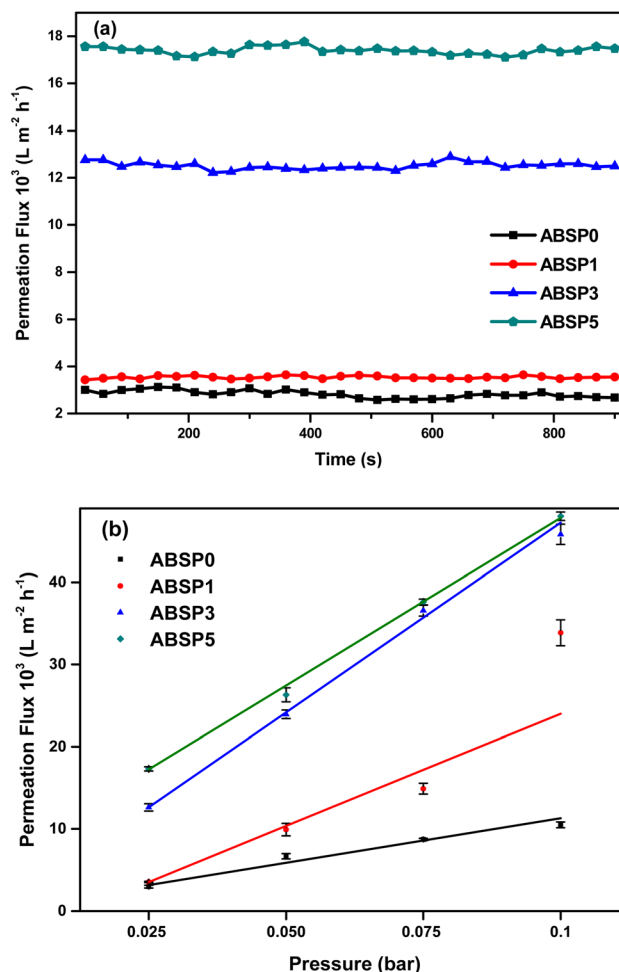 (a)
18
16
14
12
10
8
6
4
2
Permeation Flux 10³ (L m⁻² h⁻¹)
ABSP0
ABSP1
ABSP3
ABSP5
200
400
600
800
Time (s)
(b)
ABSP0
ABSP1
ABSP3
ABSP5
40
30
20
10
0
Permeation Flux 10³ (L m⁻² h⁻¹)
0.025
0.050
0.075
0.1
Pressure (bar)